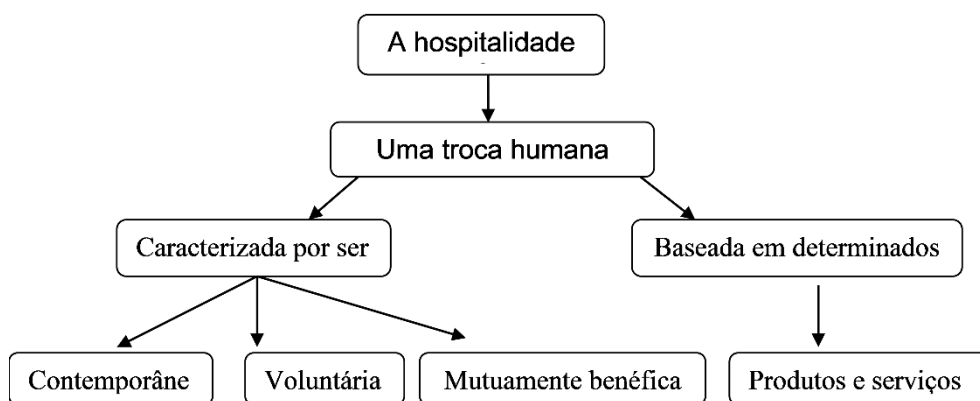 A hospitalidade
Uma troca humana
Caracterizada por ser
Baseada em determinados
Contemporâne
Voluntária
Mutuamente benéfica
Produtos e serviços